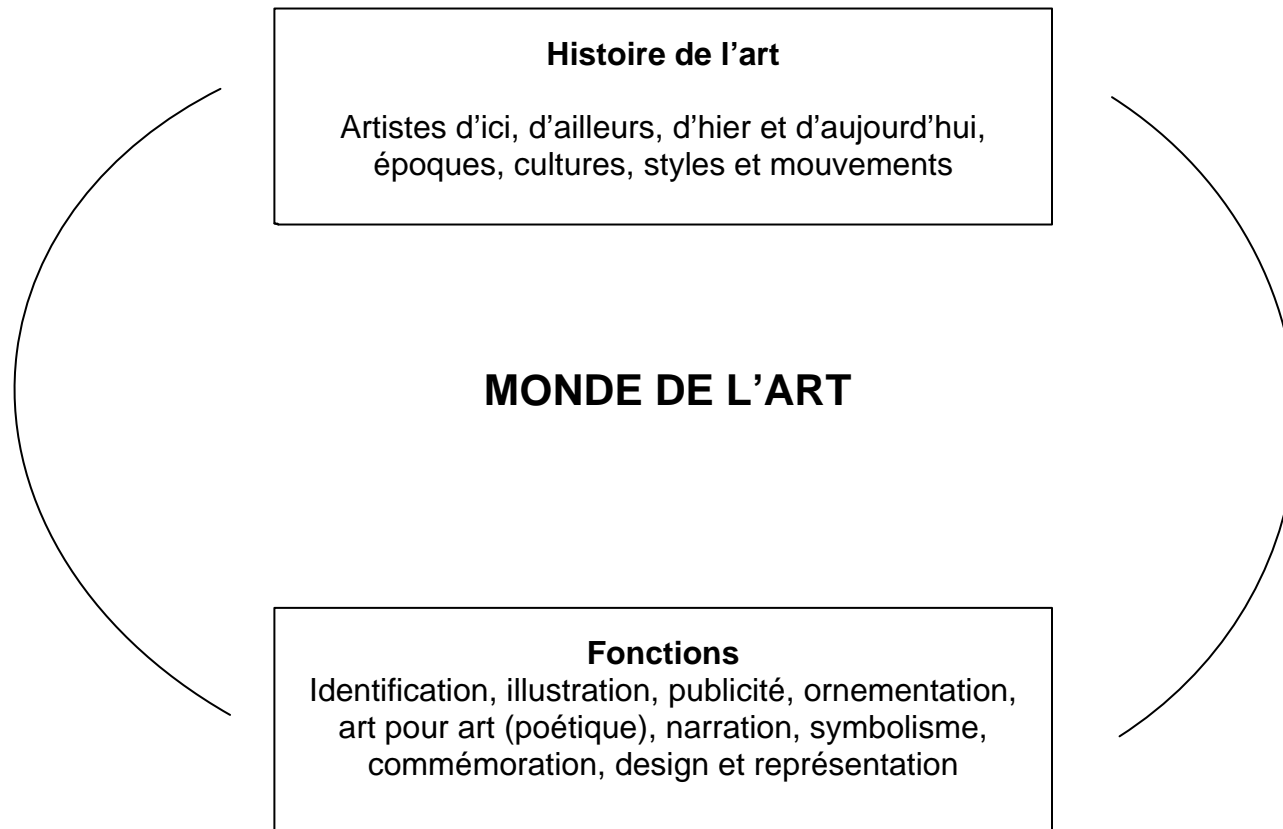 Histoire de l’art
Artistes d’ici, d’ailleurs, d’hier et d’aujourd’hui,
époques, cultures, styles et mouvements
MONDE DE L’ART
Fonctions
Identification, illustration, publicité, ornementation,
art pour art (poétique), narration, symbolisme,
commémoration, design et représentation